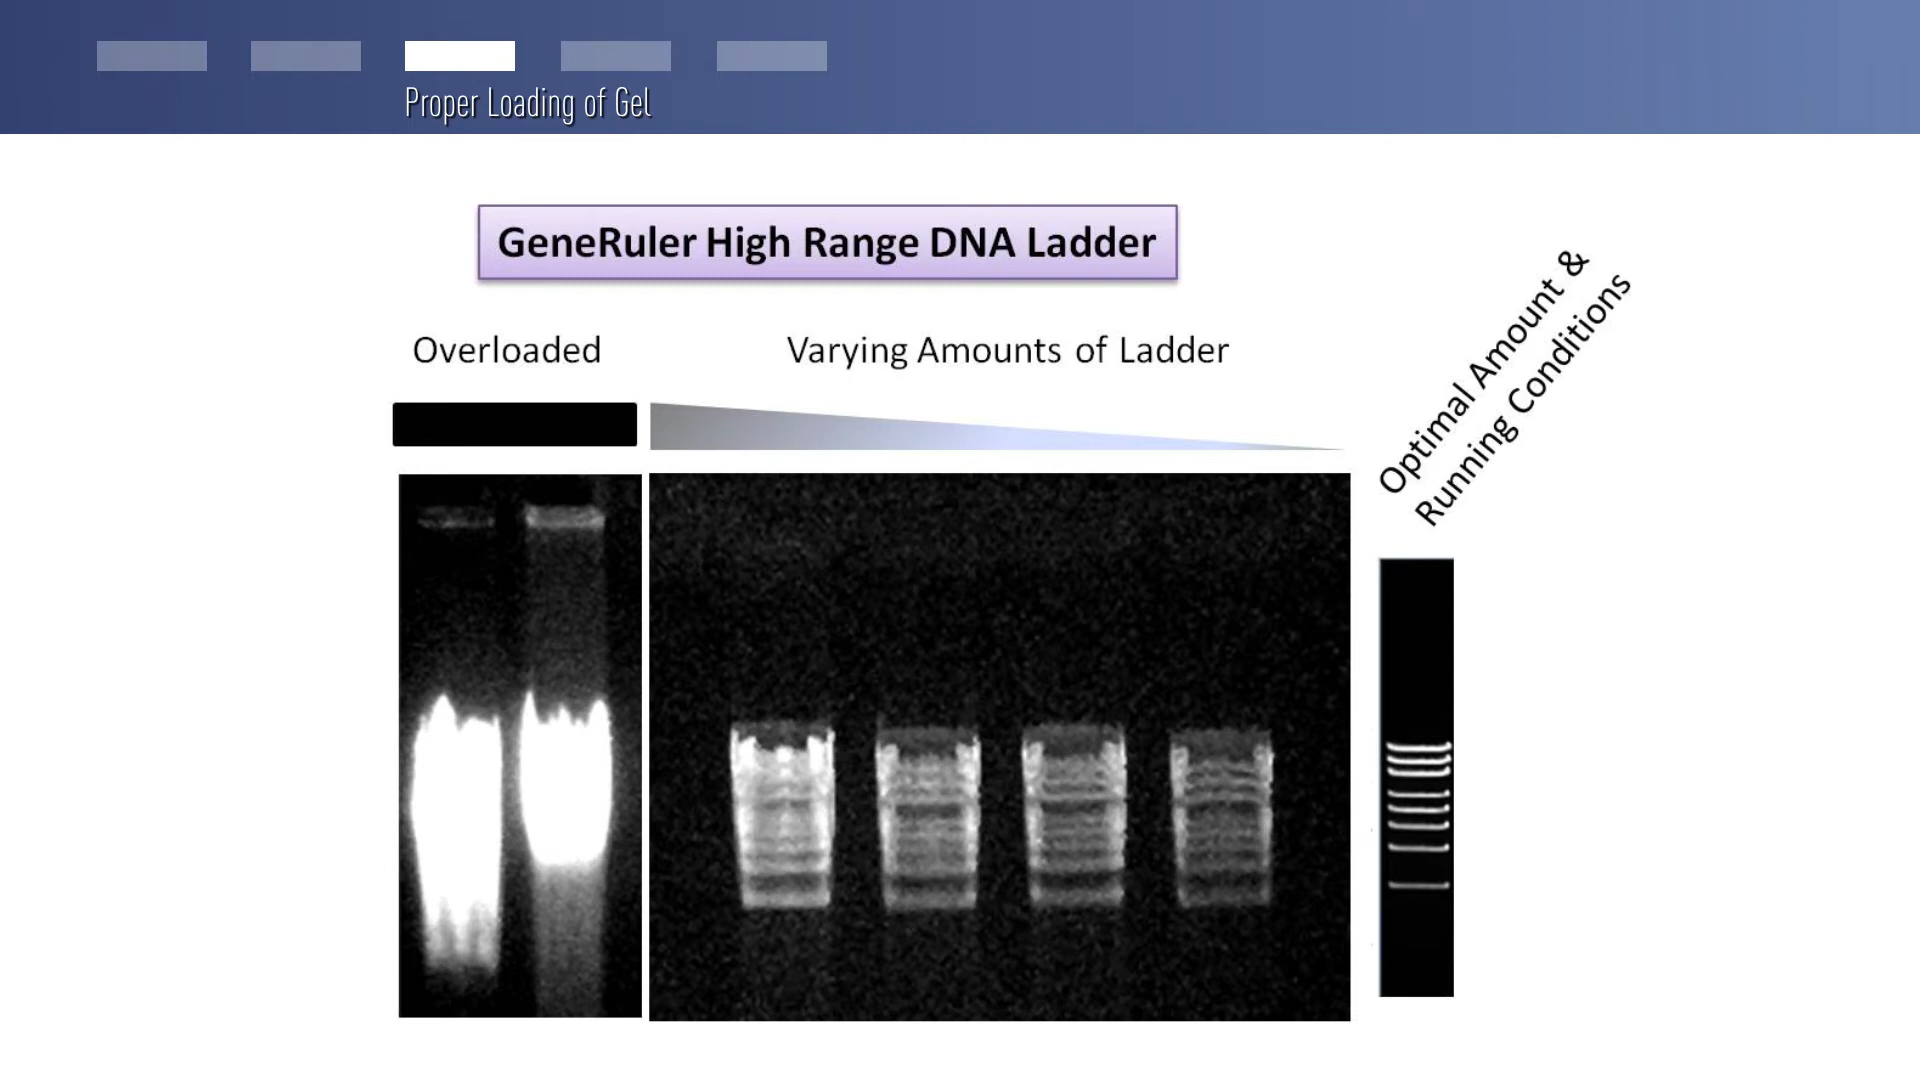 Proper Loading of Gel
GeneRuler High Range DNA Ladder
Overloaded
Varying Amounts of Ladder
Optimal Amount &
Running Conditions